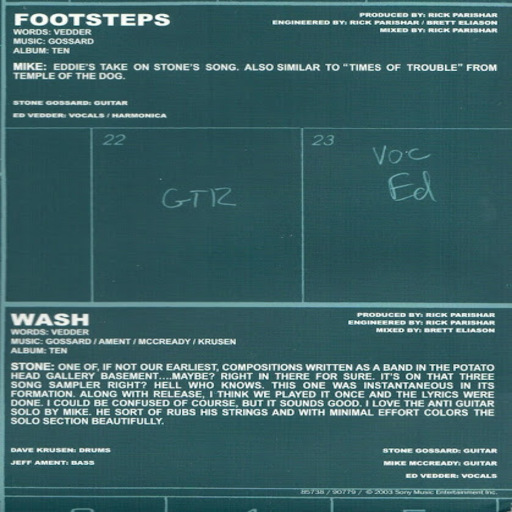 FOOTSTEPS
WORDS: VEDDER
MUSIC: GOSSARD
ALBUM: TEN
PRODUCED BY: RICK PARISHAR
ENGINEERED BY: RICK PARISHAR / BRETT ELIASON
MIXED BY: RICK PARISHAR
MIKE: EDDIE'S TAKE ON STONE'S SONG. ALSO SIMILAR TO "TIMES OF TROUBLE" FROM
TEMPLE OF THE DOG.
STONE GOSSARD: GUITAR
ED VEDDER: VOCALS / HARMONICA
22
23
GTR
VOC
Ed
WASH
WORDS: VEDDER
MUSIC: GOSSARD / AMENT / MCCREADY / KRUSEN
ALBUM: TEN
PRODUCED BY: RICK PARISHAR
ENGINEERED BY: RICK PARISHAR
MIXED BY: BRETT ELIASON
STONE: ONE OF, IF NOT OUR EARLIEST, COMPOSITIONS WRITTEN AS A BAND IN THE POTATO
HEAD GALLERY BASEMENT....MAYBE? RIGHT IN THERE FOR SURE. IT'S ON THAT THREE
SONG SAMPLER RIGHT? HELL WHO KNOWS. THIS ONE WAS INSTANTANEOUS IN ITS
FORMATION. ALONG WITH RELEASE, I THINK WE PLAYED IT ONCE AND THE LYRICS WERE
DONE. I COULD BE CONFUSED OF COURSE, BUT IT SOUNDS GOOD. I LOVE THE ANTI GUITAR
SOLO BY MIKE. HE SORT OF RUBS HIS STRINGS AND WITH MINIMAL EFFORT COLORS THE
SOLO SECTION BEAUTIFULLY.
DAVE KRUSEN: DRUMS
JEFF AMENT: BASS
STONE GOSSARD: GUITAR
MIKE MCCREADY: GUITAR
ED VEDDER: VOCALS
85738 / 90779 / © 2003 Sony Music Entertainment Inc.